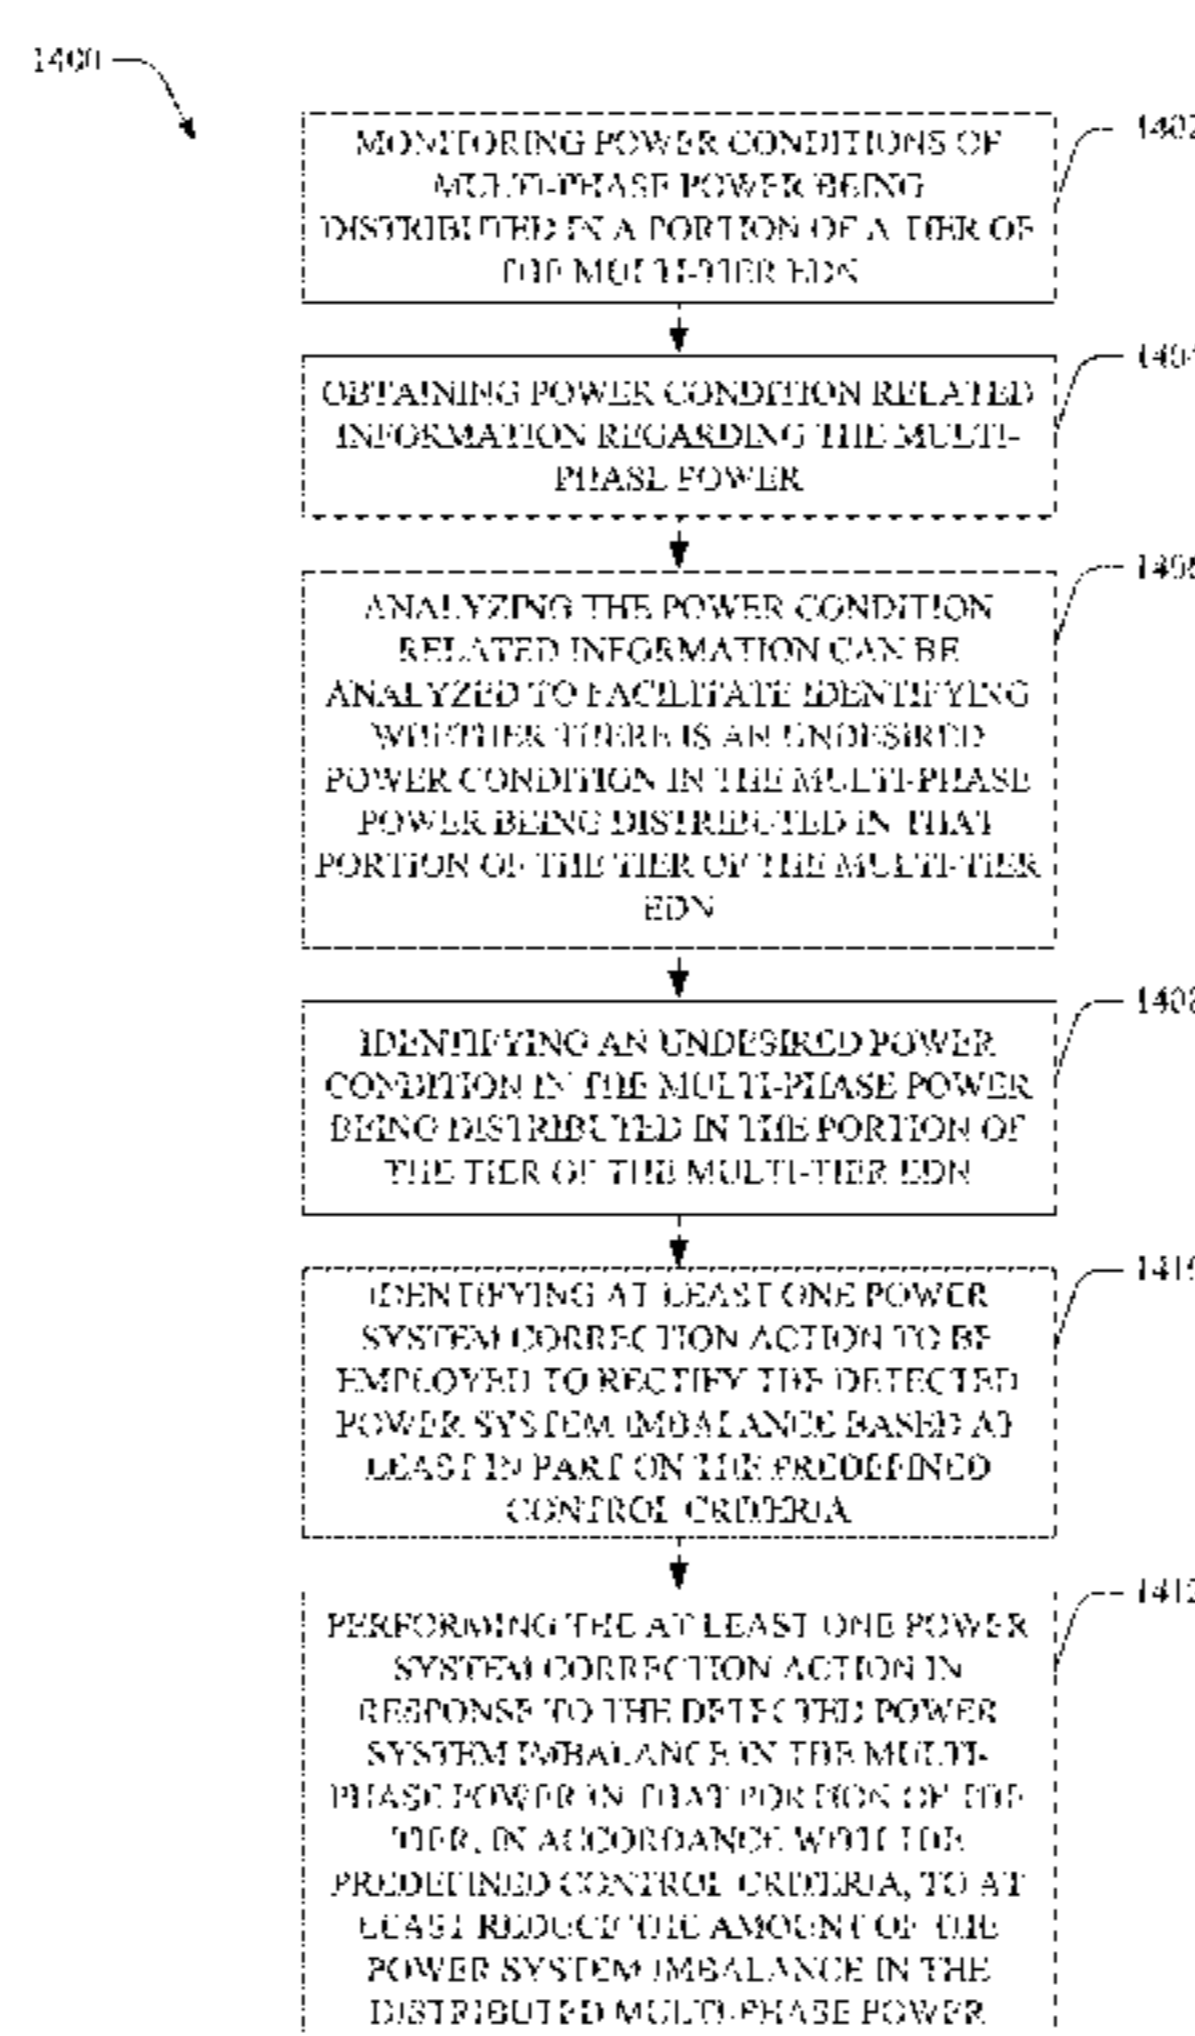 1400
MONITORING POWER CONDITIONS OF
MULTI-PHASE POWER BEING
DISTRIBUTED IN A PORTION OF A TIER OF
THE MULTI-TIER EDN
1402
OBTAINING POWER CONDITION RELATED
INFORMATION REGARDING THE MULTI-
PHASE POWER
ANALYZING THE POWER CONDITION
RELATED INFORMATION CAN BE
ANALYZED TO FACILITATE IDENTIFYING
WHETHER THERE IS AN UNDESIRED
POWER CONDITION IN THE MULTI-PHASE
POWER BEING DISTRIBUTED IN THAT
PORTION OF THE TIER OF THE MULTI-TIER
EDN
IDENTIFYING AN UNDESIRED POWER
CONDITION IN THE MULTI-PHASE POWER
BEING DISTRIBUTED IN THE PORTION OF
THE TIER OF THE MULTI-TIER EDN
1408
IDENTIFYING AT LEAST ONE POWER
SYSTEM CORRECTION ACTION TO BE
EMPLOYED TO RECTIFY THE DETECTED
POWER SYSTEM IMBALANCE BASED AT
LEAST IN PART ON THE PREDEFINED
CONTROL CRITERIA
1410
PERFORMING THE AT LEAST ONE POWER
SYSTEM CORRECTION ACTION IN
RESPONSE TO THE DETECTED POWER
SYSTEM IMBALANCE IN THE MULTI-
PHASE POWER IN THAT PORTION OF THE
TIER, IN ACCORDANCE WITH THE
PREDEFINED CONTROL CRITERIA, TO AT
LEAST REDUCE THE AMOUNT OF THE
POWER SYSTEM IMBALANCE IN THE
DISTRIBUTED MULTI-PHASE POWER
1412